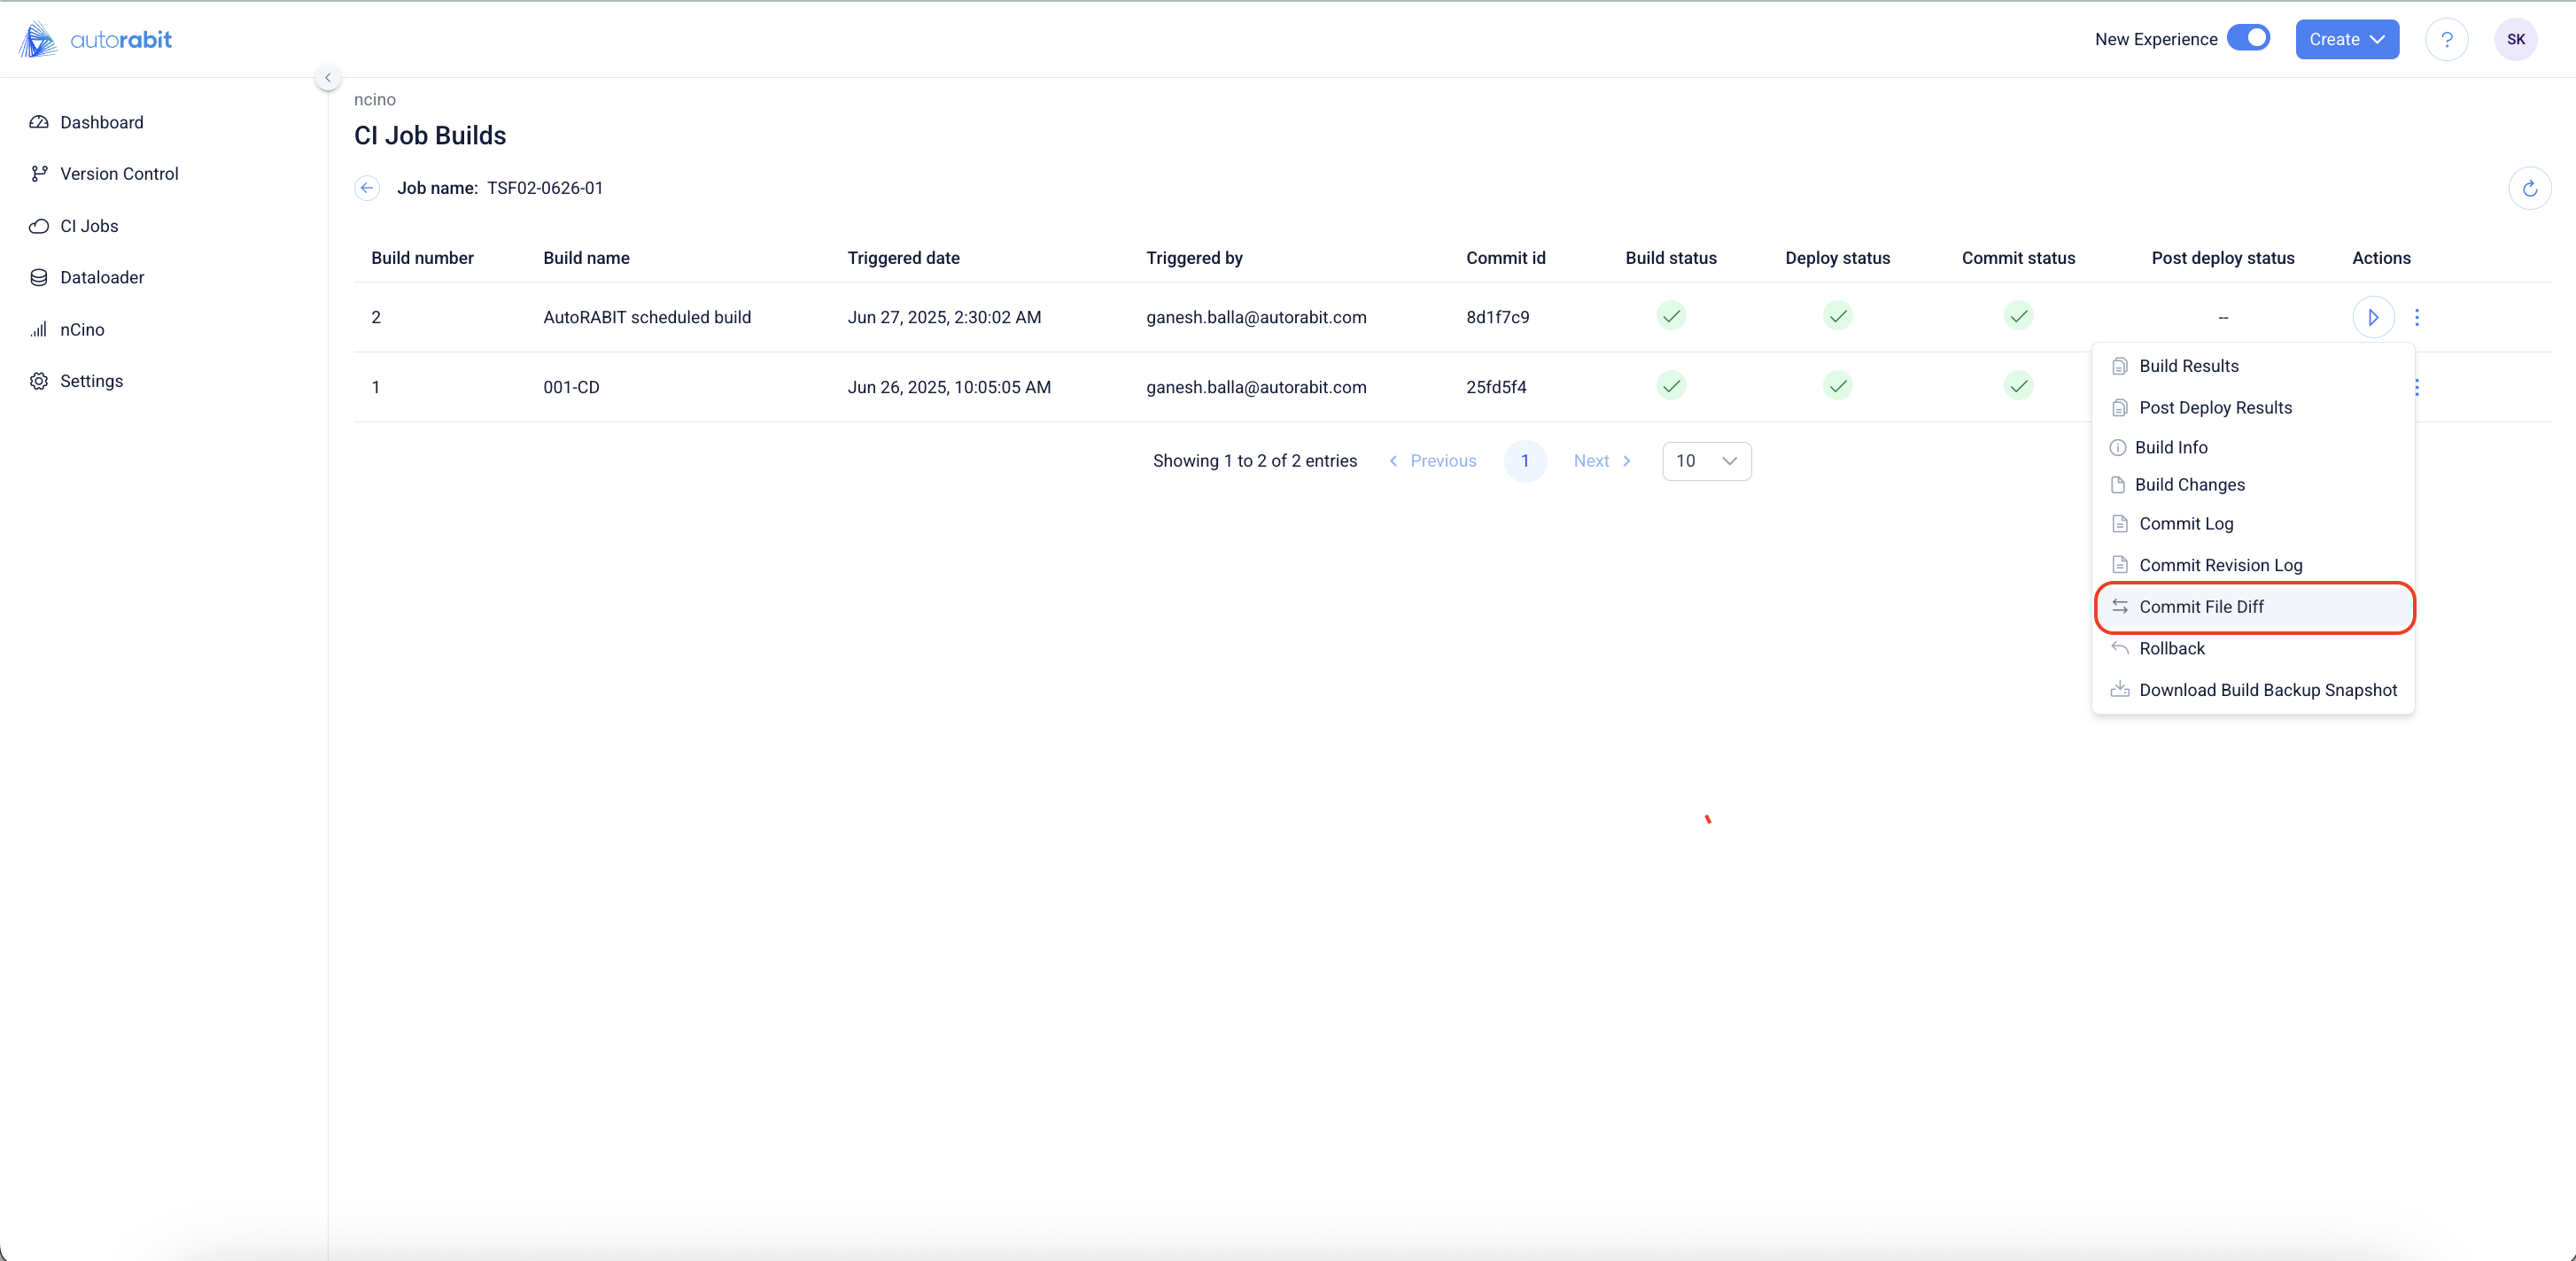 autorabit
New Experience
Create
?
SK
Dashboard
Version Control
CI Jobs
Dataloader
nCino
Settings
ncino
CI Job Builds
Job name: TSF02-0626-01
Build number Build name Triggered date Triggered by Commit id Build status Deploy status Commit status Post deploy status Actions
2 AutoRABIT scheduled build Jun 27, 2025, 2:30:02 AM ganesh.balla@autorabit.com 8d1f7c9 --
1 001-CD Jun 26, 2025, 10:05:05 AM ganesh.balla@autorabit.com 25fd5f4
Showing 1 to 2 of 2 entries Previous 1 Next 10
Build Results
Post Deploy Results
Build Info
Build Changes
Commit Log
Commit Revision Log
Commit File Diff
Rollback
Download Build Backup Snapshot